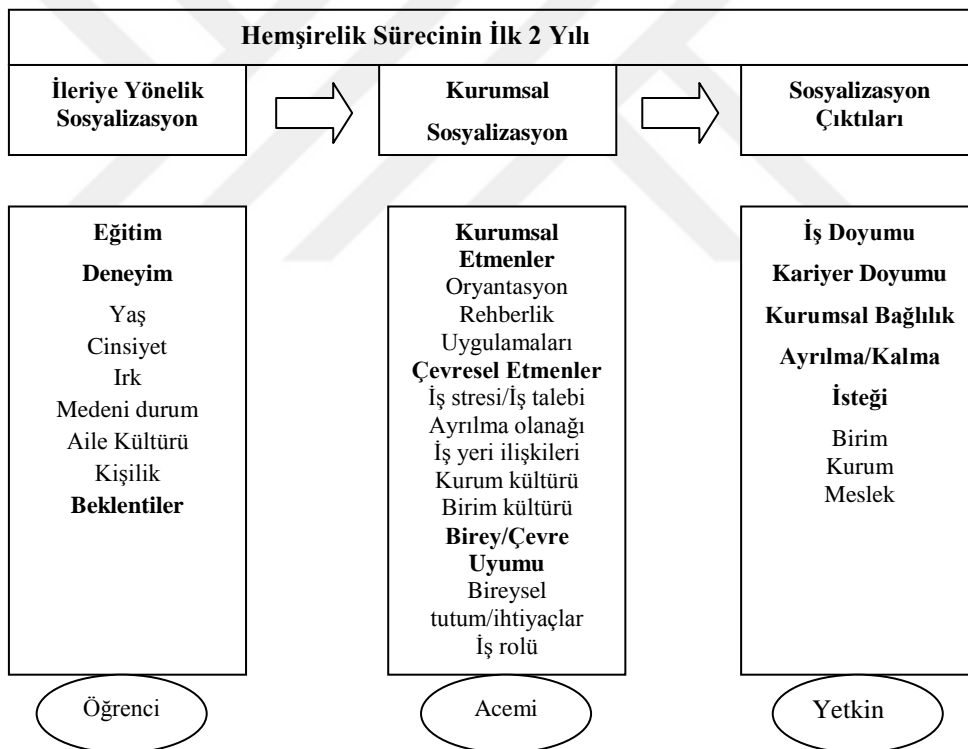 Hemşirelik Sürecinin İlk 2 Yılı
İleriye Yönelik
Sosyalizasyon
Kurumsal
Sosyalizasyon
Sosyalizasyon
Çıktıları
Eğitim
Deneyim
Yaş
Cinsiyet
Irk
Medeni durum
Aile Kültürü
Kişilik
Beklentiler
Kurumsal
Etmenler
Oryantasyon
Rehberlik
Uygulamaları
Çevresel Etmenler
İş stresi/İş talebi
Ayrılma olanağı
İş yeri ilişkileri
Kurum kültürü
Birim kültürü
Birey/Çevre
Uyumu
Bireysel
tutum/ihtiyaçlar
İş rolü
İş Doyumu
Kariyer Doyumu
Kurumsal Bağlılık
Ayrılma/Kalma
İsteği
Birim
Kurum
Meslek
Öğrenci
Acemi
Yetkin